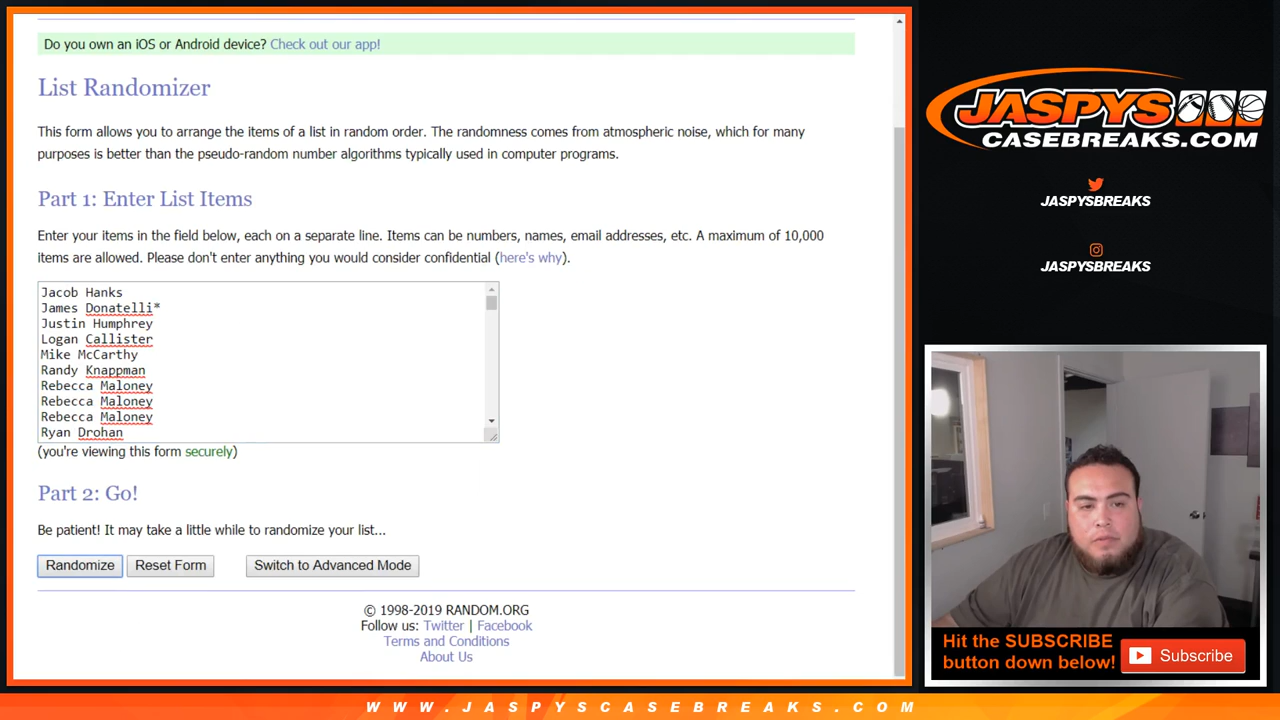 Do you own an iOS or Android device? Check out our app!
List Randomizer
This form allows you to arrange the items of a list in random order. The randomness comes from atmospheric noise, which for many
purposes is better than the pseudo-random number algorithms typically used in computer programs.
Part 1: Enter List Items
Enter your items in the field below, each on a separate line. Items can be numbers, names, email addresses, etc. A maximum of 10,000
items are allowed. Please don't enter anything you would consider confidential (here's why).
Jacob Hanks
James Donatelli*
Justin Humphrey
Logan Callister
Mike McCarthy
Randy Knappman
Rebecca Maloney
Rebecca Maloney
Rebecca Maloney
Ryan Drohan
(you're viewing this form securely)
Part 2: Go!
Be patient! It may take a little while to randomize your list...
Randomize Reset Form Switch to Advanced Mode
© 1998-2019 RANDOM.ORG
Follow us: Twitter | Facebook
Terms and Conditions
About Us
JASPYS
CASEBREAKS.COM
JASPYSBREAKS
JASPYSBREAKS
Hit the SUBSCRIBE
button down below!
Subscribe
WWW.JASPYSCASEBREAKS.COM